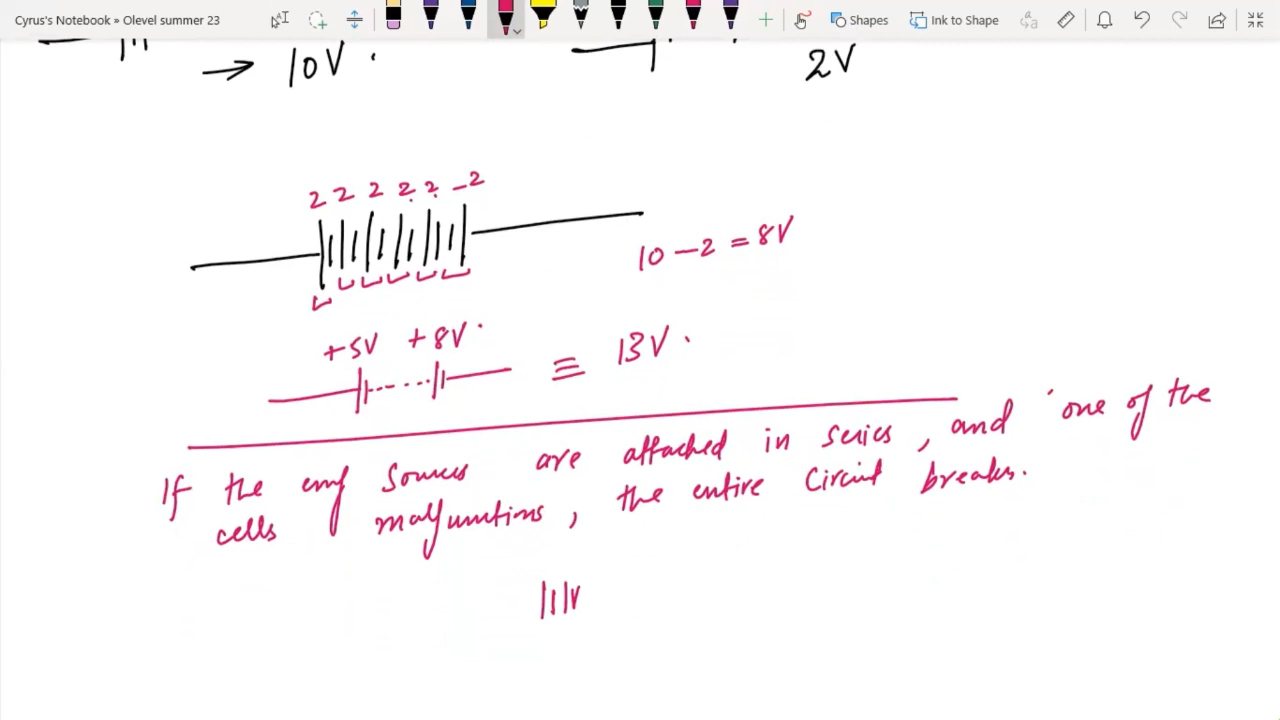 Cyrus's Notebook » Olevel summer 23
Shapes
Ink to Shape
→ 10V
2V
2 2 2 2 2 -2
10 - 2 = 8V
+5V +8V
≡ 13V
If the emf sources are attached in series, and one of the
cells malfunctions, the entire circuit breaks.